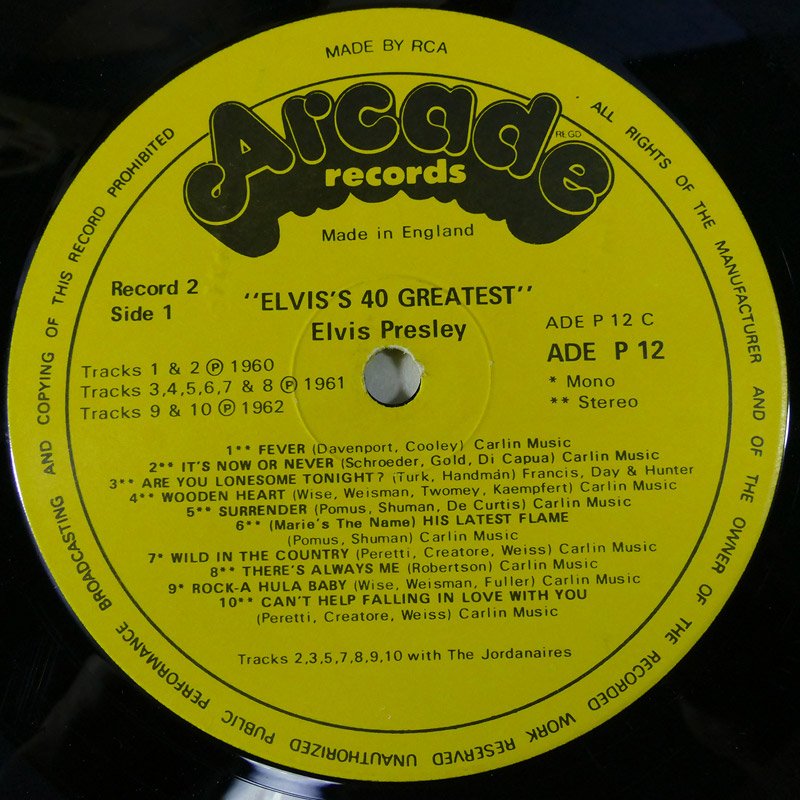 MADE BY RCA
ALL RIGHTS OF THE MANUFACTURER AND OF THE OWNER OF THE RECORDED WORK RESERVED UNAUTHORIZED PUBLIC PERFORMANCE BROADCASTING AND COPYING OF THIS RECORD PROHIBITED
Arcade
REGD
records
Made in England
Record 2
Side 1
"ELVIS'S 40 GREATEST"
Elvis Presley
ADE P 12 C
ADE P 12
* Mono
** Stereo
Tracks 1 & 2 Ⓟ 1960
Tracks 3,4,5,6,7 & 8 Ⓟ 1961
Tracks 9 & 10 Ⓟ 1962
1** FEVER (Davenport, Cooley) Carlin Music
2** IT'S NOW OR NEVER (Schroeder, Gold, Di Capua) Carlin Music
3** ARE YOU LONESOME TONIGHT? (Turk, Handmán) Francis, Day & Hunter
4** WOODEN HEART (Wise, Weisman, Twomey, Kaempfert) Carlin Music
5** SURRENDER (Pomus, Shuman, De Curtis) Carlin Music
6** (Marie's The Name) HIS LATEST FLAME
(Pomus, Shuman) Carlin Music
7* WILD IN THE COUNTRY (Peretti, Creatore, Weiss) Carlin Music
8** THERE'S ALWAYS ME (Robertson) Carlin Music
9* ROCK-A HULA BABY (Wise, Weisman, Fuller) Carlin Music
10** CAN'T HELP FALLING IN LOVE WITH YOU
(Peretti, Creatore, Weiss) Carlin Music
Tracks 2,3,5,7,8,9,10 with The Jordanaires